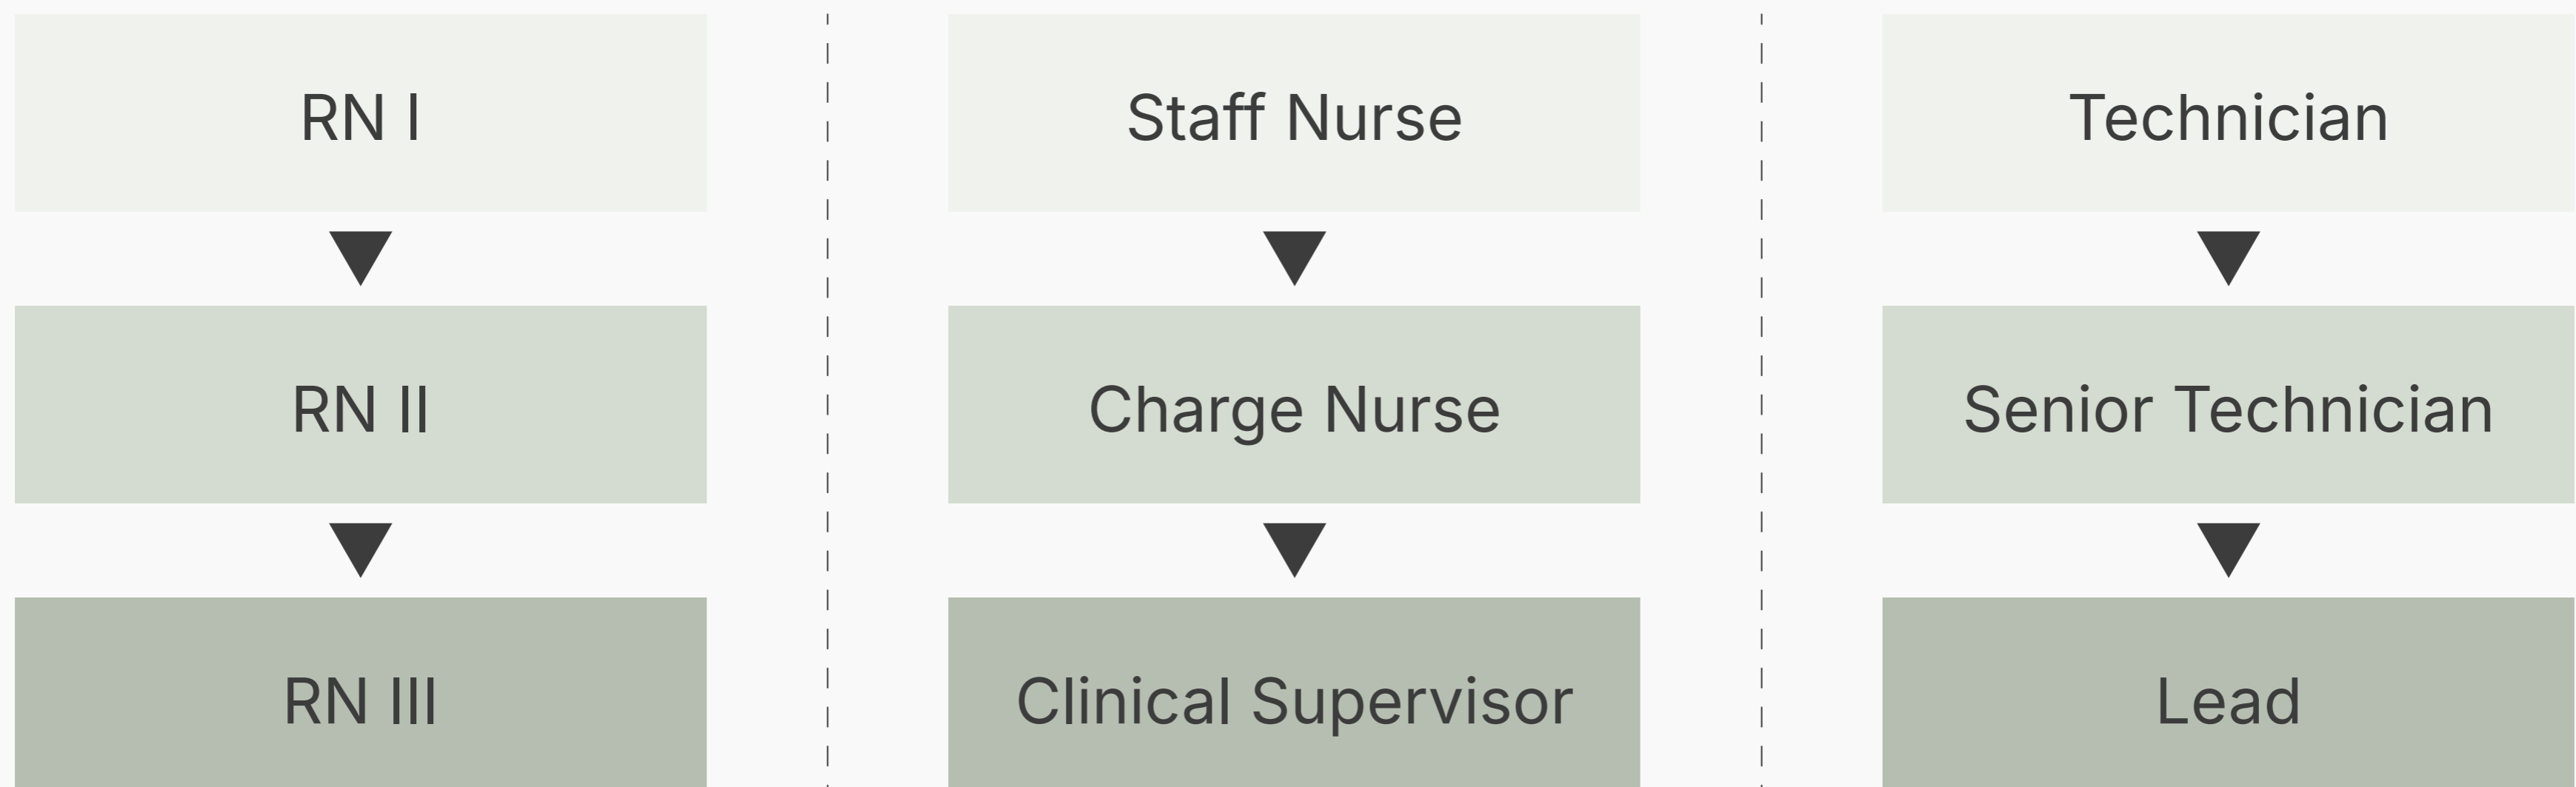 RN I
RN II
RN III
Staff Nurse
Charge Nurse
Clinical Supervisor
Technician
Senior Technician
Lead